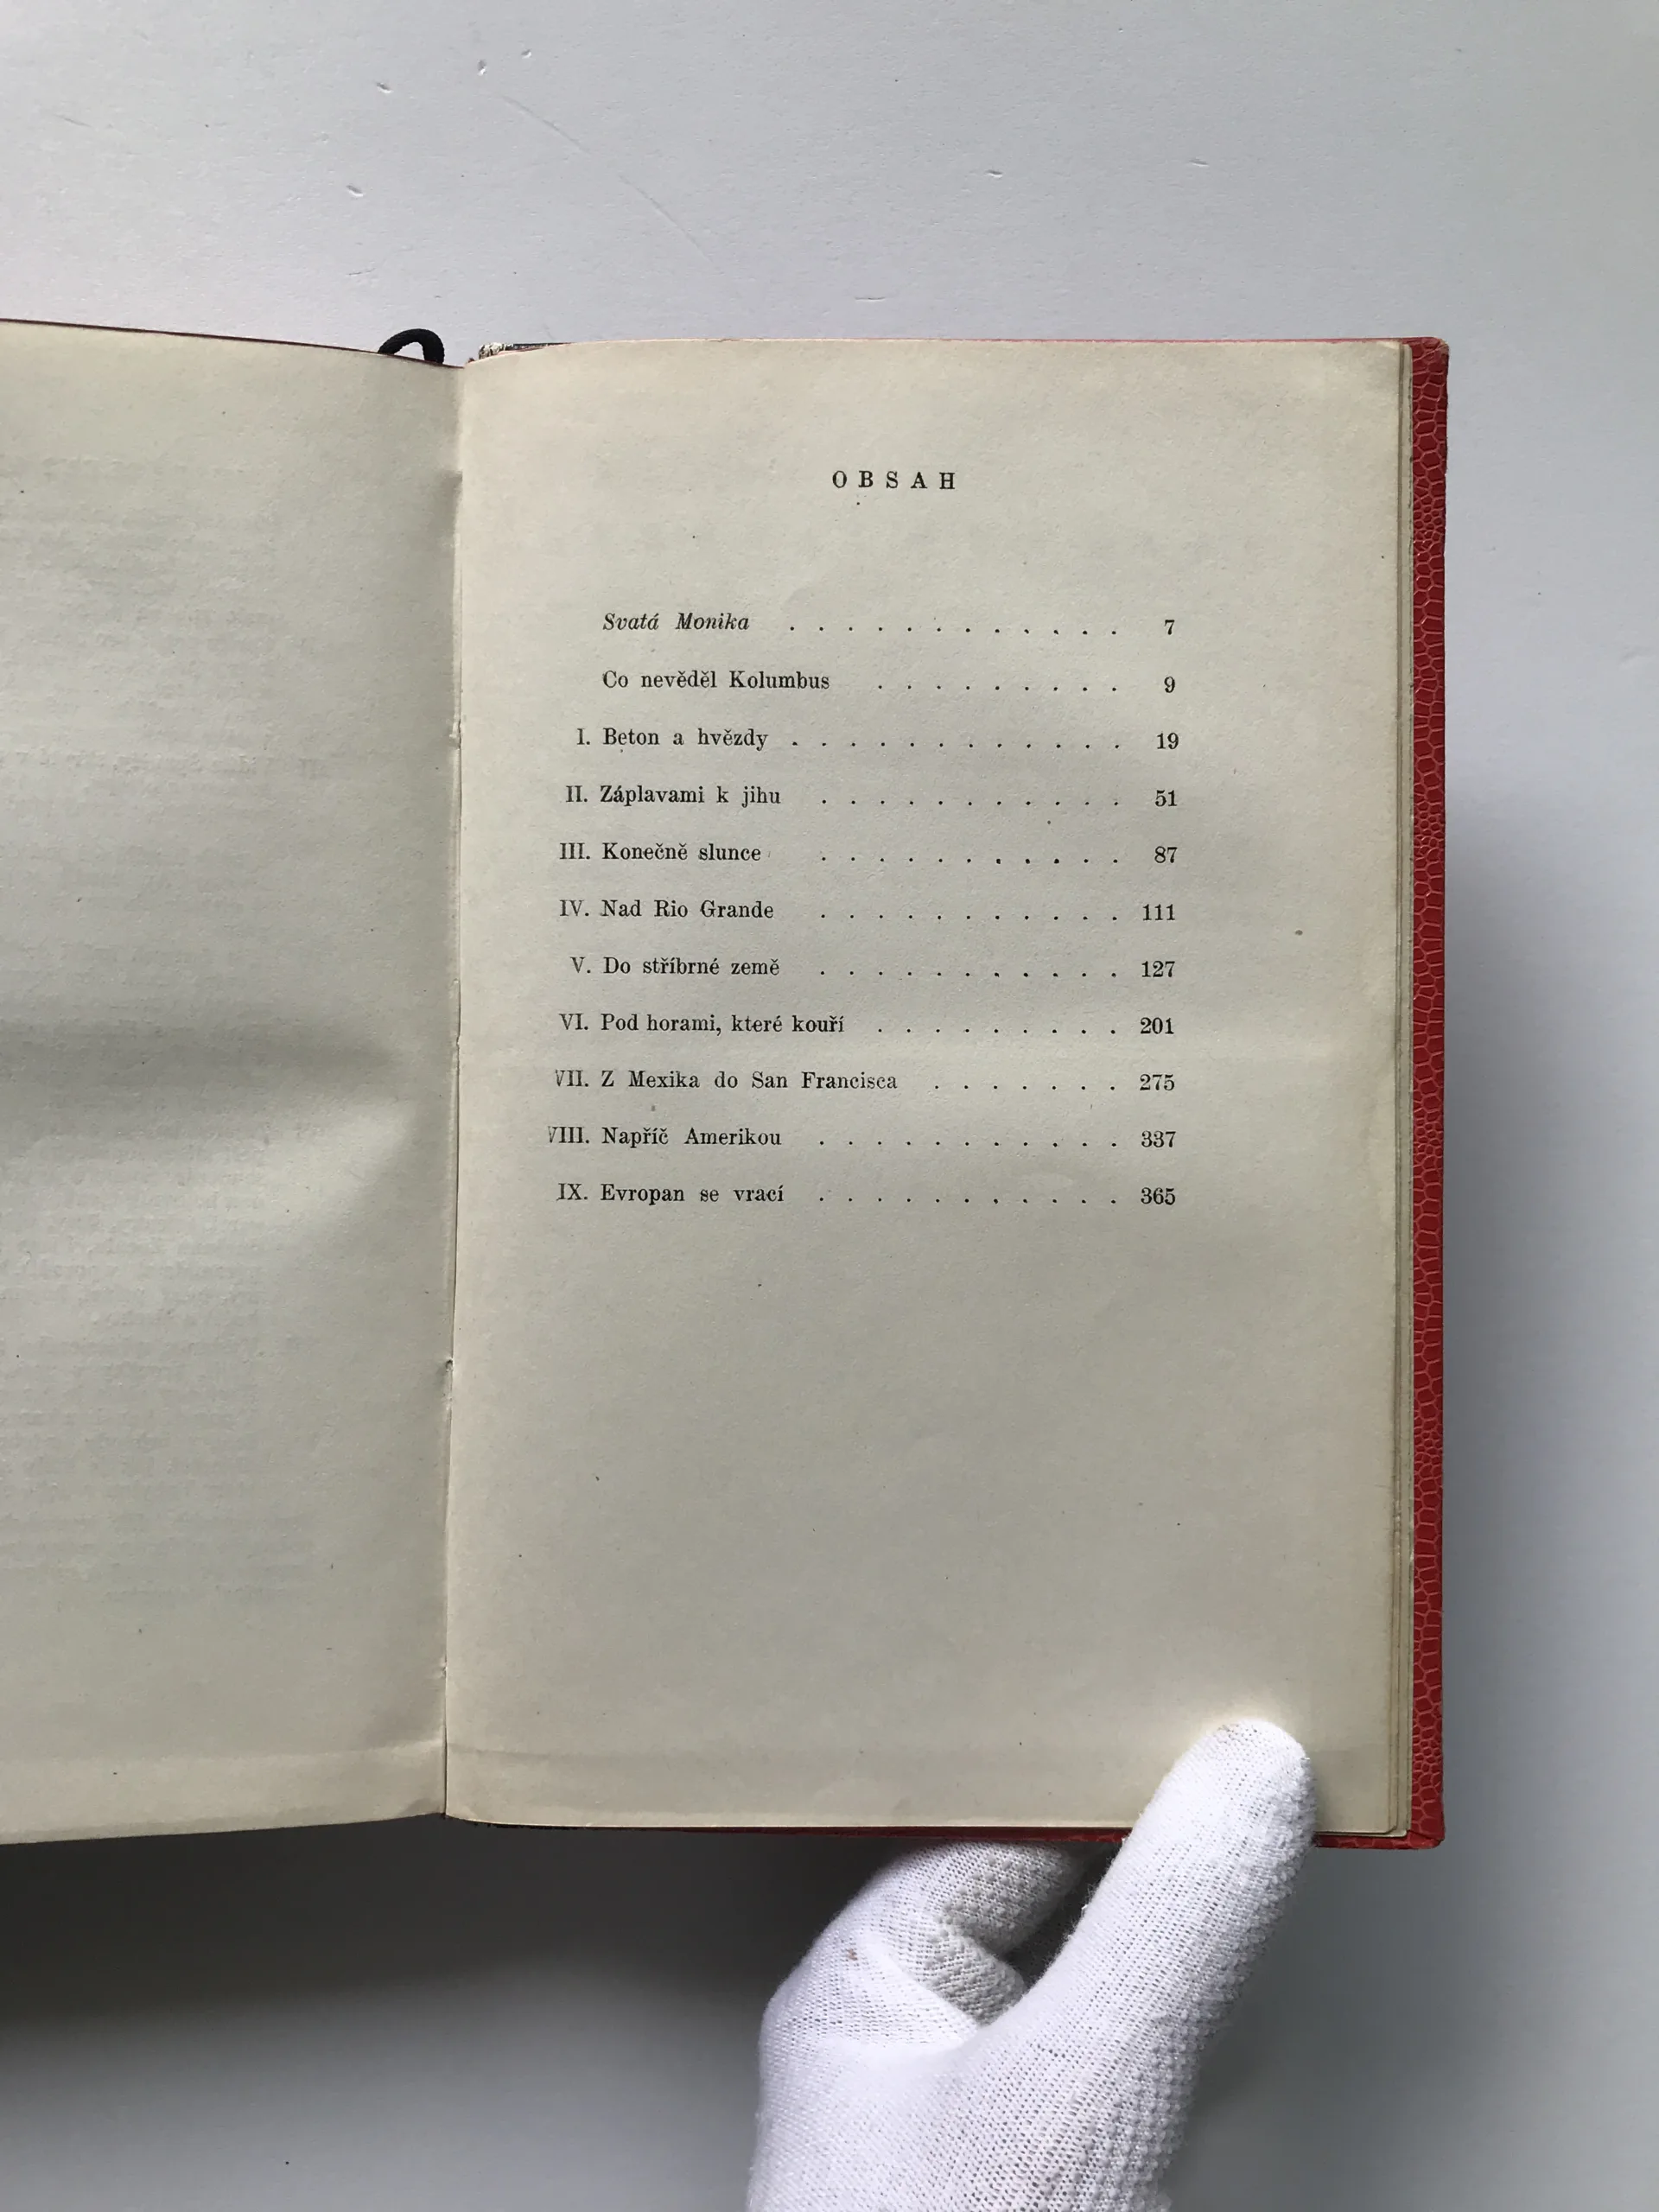 OBSAH
Svatá Monika . . . . . . . . . . . . 7
Co nevěděl Kolumbus . . . . . . . . . 9
I. Beton a hvězdy . . . . . . . . . . . . 19
II. Záplavami k jihu . . . . . . . . . . . 51
III. Konečně slunce . . . . . . . . . . . 87
IV. Nad Rio Grande . . . . . . . . . . . 111
V. Do stříbrné země . . . . . . . . . . . 127
VI. Pod horami, které kouří . . . . . . . . . 201
VII. Z Mexika do San Francisca . . . . . . . 275
VIII. Napříč Amerikou . . . . . . . . . . . 337
IX. Evropan se vrací . . . . . . . . . . . 365